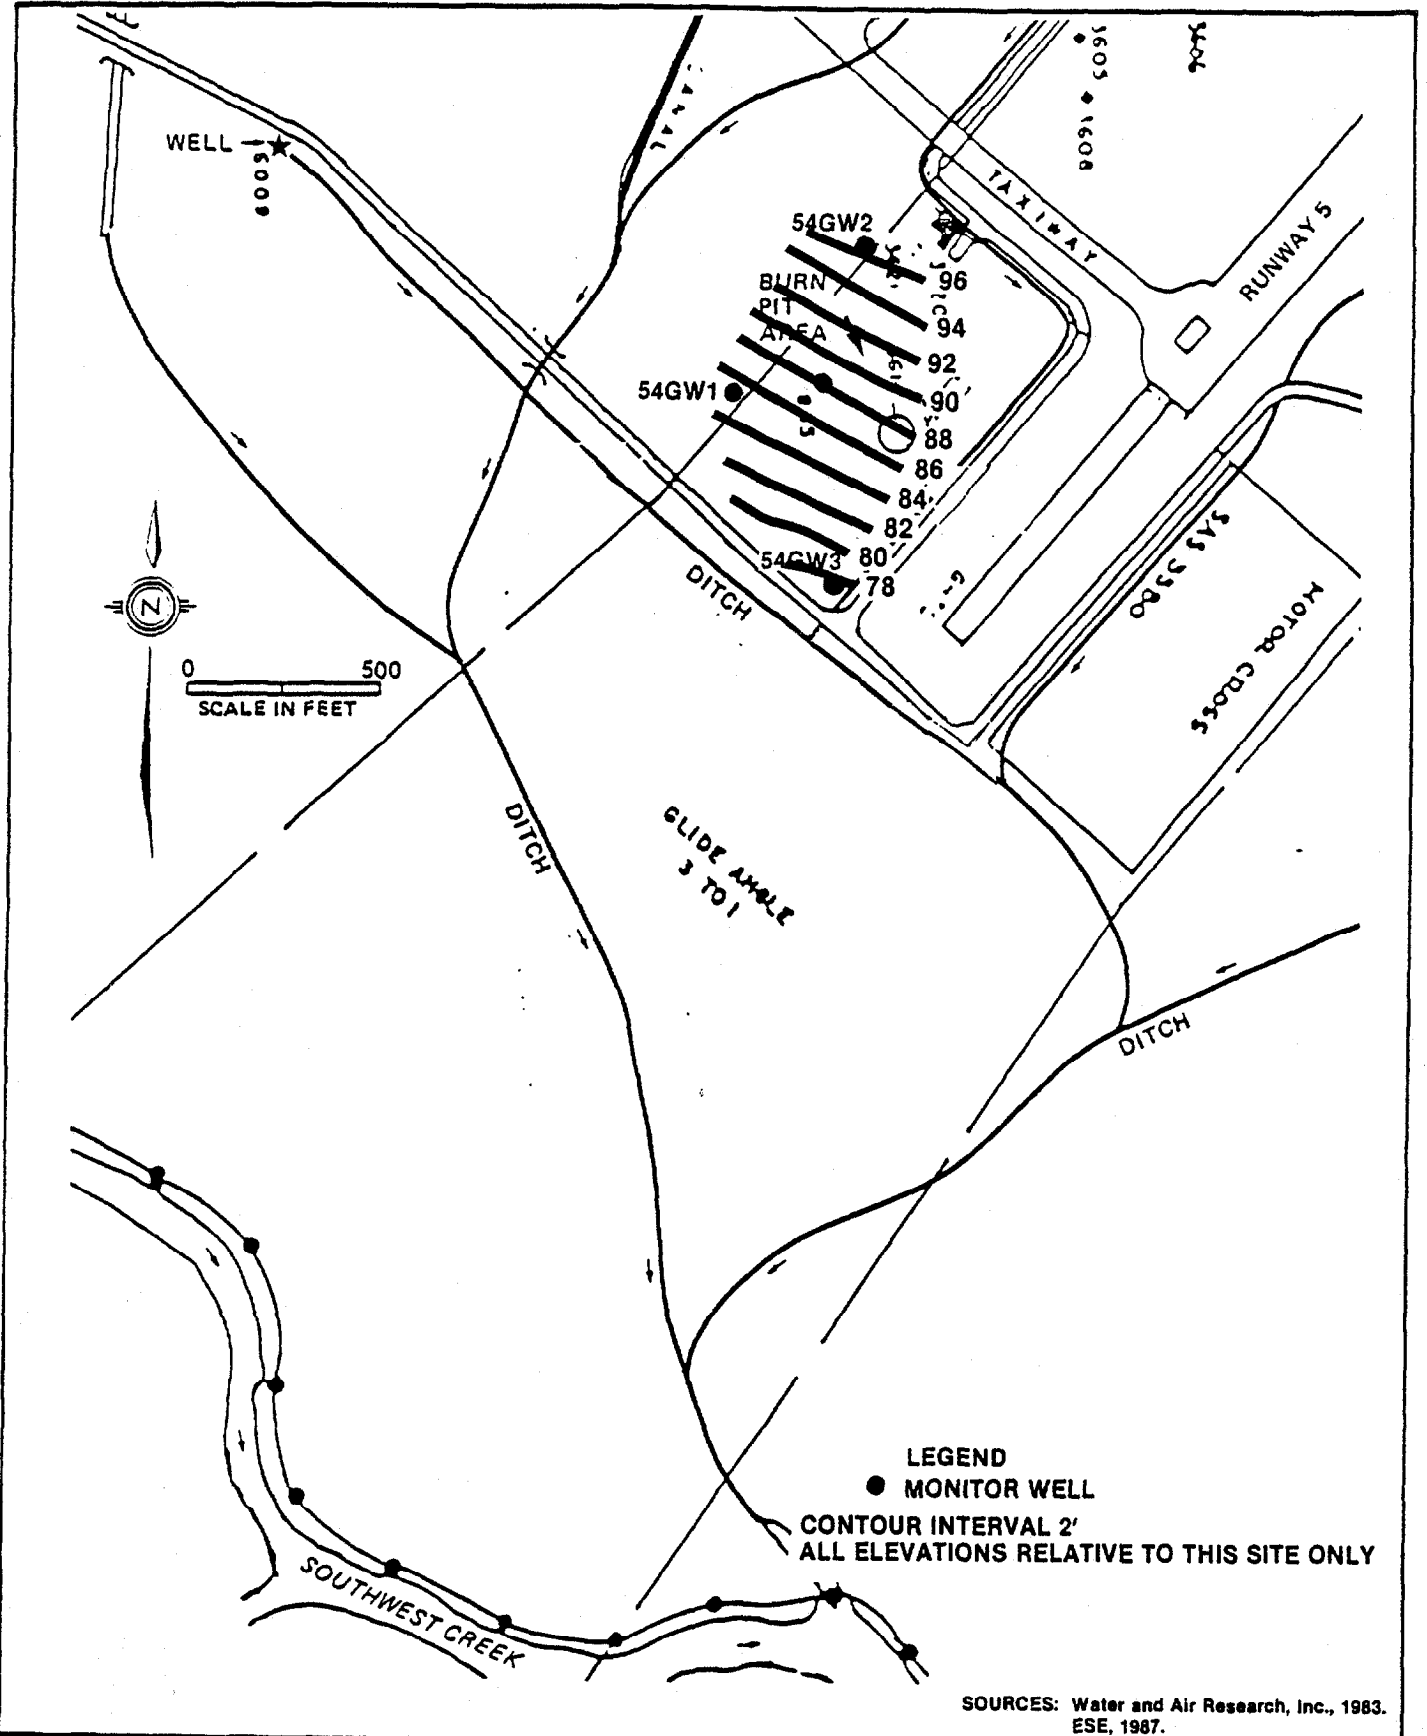 CANAL
3605
1608
WELL
6009
TAXIWAY
RUNWAY 5
54GW2
96
BURN
PIT
AREA
94
92
54GW1
90
88
86
84
82
80
54GW3
78
DITCH
SAS 5580
MOTOR CROSS
N
0 500
SCALE IN FEET
DITCH
GLIDE ANGLE
3 TO 1
DITCH
LEGEND
MONITOR WELL
CONTOUR INTERVAL 2'
ALL ELEVATIONS RELATIVE TO THIS SITE ONLY
SOUTHWEST CREEK
SOURCES: Water and Air Research, Inc., 1983.
ESE, 1987.